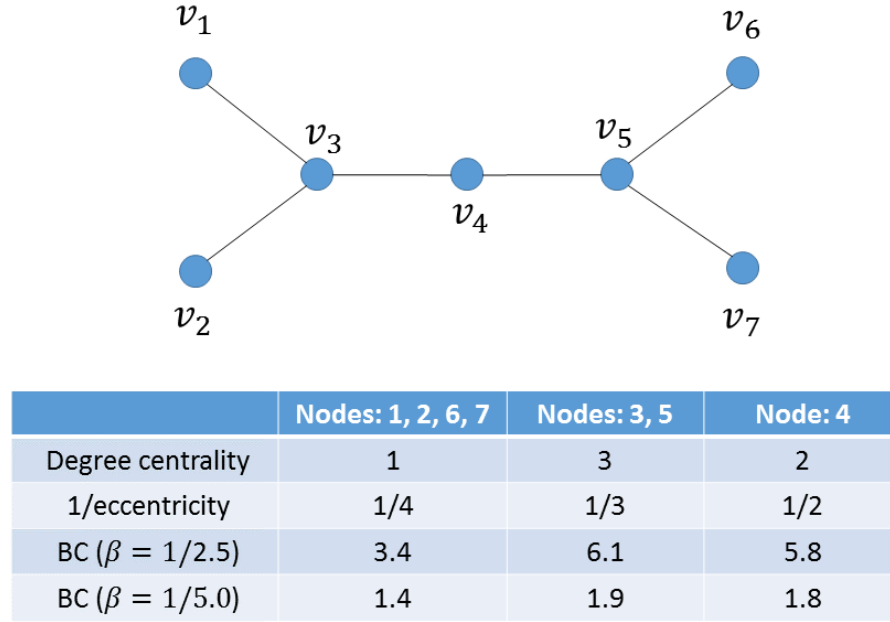 v₁
v₆
v₃
v₅
v₄
v₂
v₇
Nodes: 1, 2, 6, 7 Nodes: 3, 5 Node: 4
Degree centrality 1 3 2
1/eccentricity 1/4 1/3 1/2
BC (β = 1/2.5) 3.4 6.1 5.8
BC (β = 1/5.0) 1.4 1.9 1.8